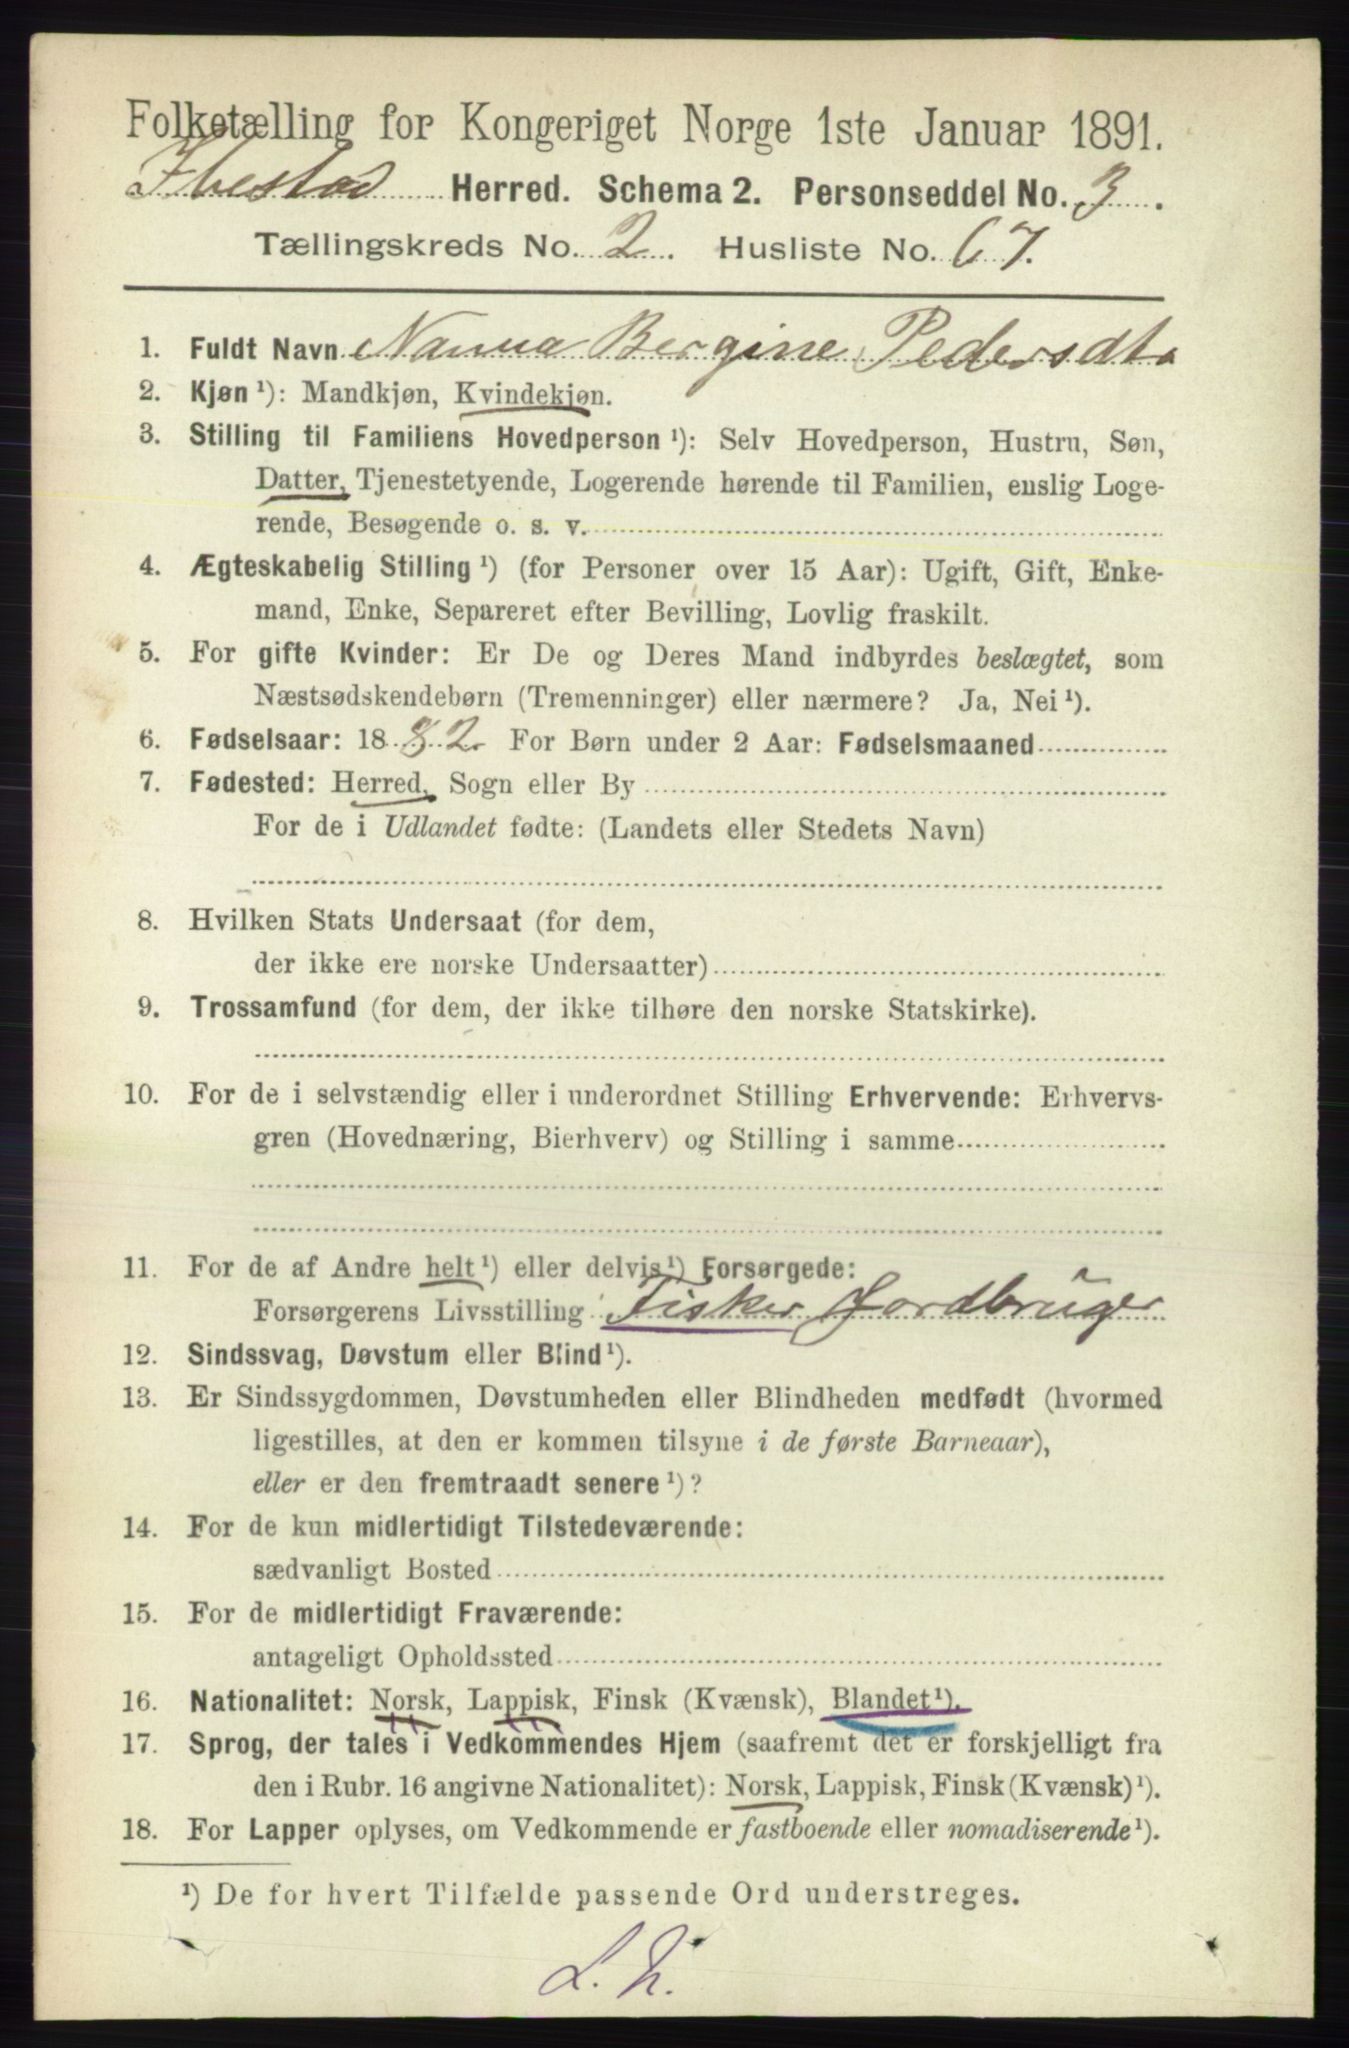 Folketælling for Kongeriget Norge 1ste Januar 1891.
Ibestad Herred. Schema 2. Personseddel No. 3.
Tællingskreds No. 2. Husliste No. 67.
1. Fuldt Navn Nanna Bergine Pedersdtr
2. Kjøn ¹): Mandkjøn, Kvindekjøn.
3. Stilling til Familiens Hovedperson ¹): Selv Hovedperson, Hustru, Søn,
Datter, Tjenestetyende, Logerende hørende til Familien, enslig Loge-
rende, Besøgende o. s. v.
4. Ægteskabelig Stilling ¹) (for Personer over 15 Aar): Ugift, Gift, Enke-
mand, Enke, Separeret efter Bevilling, Lovlig fraskilt.
5. For gifte Kvinder: Er De og Deres Mand indbyrdes beslægtet, som
Næstsødskendebørn (Tremenninger) eller nærmere? Ja, Nei ¹).
6. Fødselsaar: 1882. For Børn under 2 Aar: Fødselsmaaned
7. Fødested: Herred, Sogn eller By
For de i Udlandet fødte: (Landets eller Stedets Navn)
8. Hvilken Stats Undersaat (for dem,
der ikke ere norske Undersaatter)
9. Trossamfund (for dem, der ikke tilhøre den norske Statskirke).
10. For de i selvstændig eller i underordnet Stilling Erhvervende: Erhvervs-
gren (Hovednæring, Bierhverv) og Stilling i samme
11. For de af Andre helt ¹) eller delvis ¹) Forsørgede:
Forsørgerens Livsstilling Fisker Jordbruger
12. Sindssvag, Døvstum eller Blind ¹).
13. Er Sindssygdommen, Døvstumheden eller Blindheden medfødt (hvormed
ligestilles, at den er kommen tilsyne i de første Barneaar),
eller er den fremtraadt senere ¹)?
14. For de kun midlertidigt Tilstedeværende:
sædvanligt Bosted
15. For de midlertidigt Fraværende:
antageligt Opholdssted
16. Nationalitet: Norsk, Lappisk, Finsk (Kvænsk), Blandet ¹).
17. Sprog, der tales i Vedkommendes Hjem (saafremt det er forskjelligt fra
den i Rubr. 16 angivne Nationalitet): Norsk, Lappisk, Finsk (Kvænsk) ¹).
18. For Lapper oplyses, om Vedkommende er fastboende eller nomadiserende ¹).
¹) De for hvert Tilfælde passende Ord understreges.